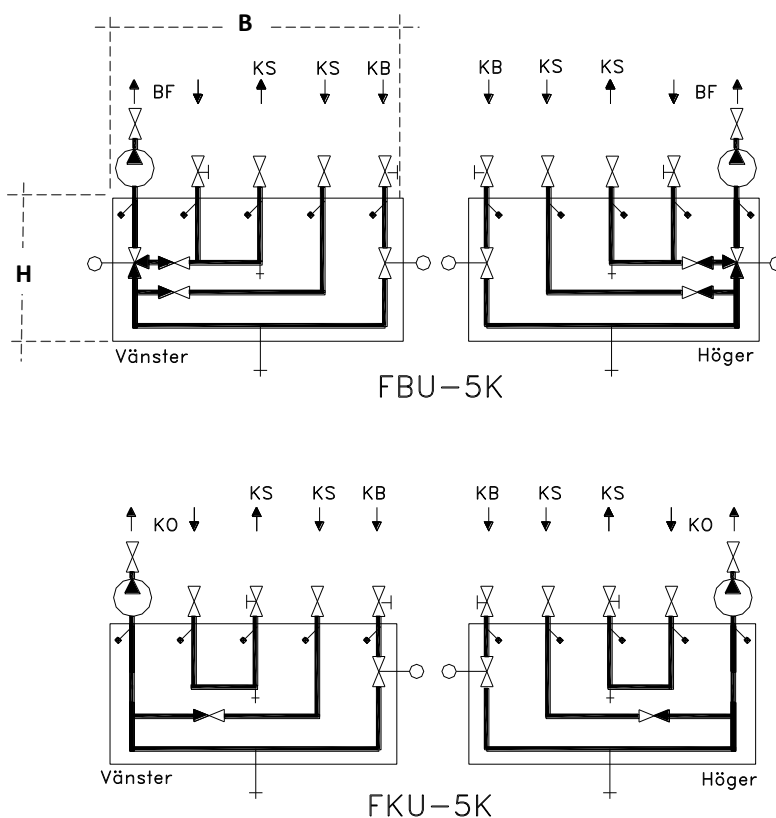 B
KS KS KB KB KS KS
BF BF
H
Vänster Höger
FBU-5K
KS KS KB KB KS KS
KO KO
Vänster Höger
FKU-5K